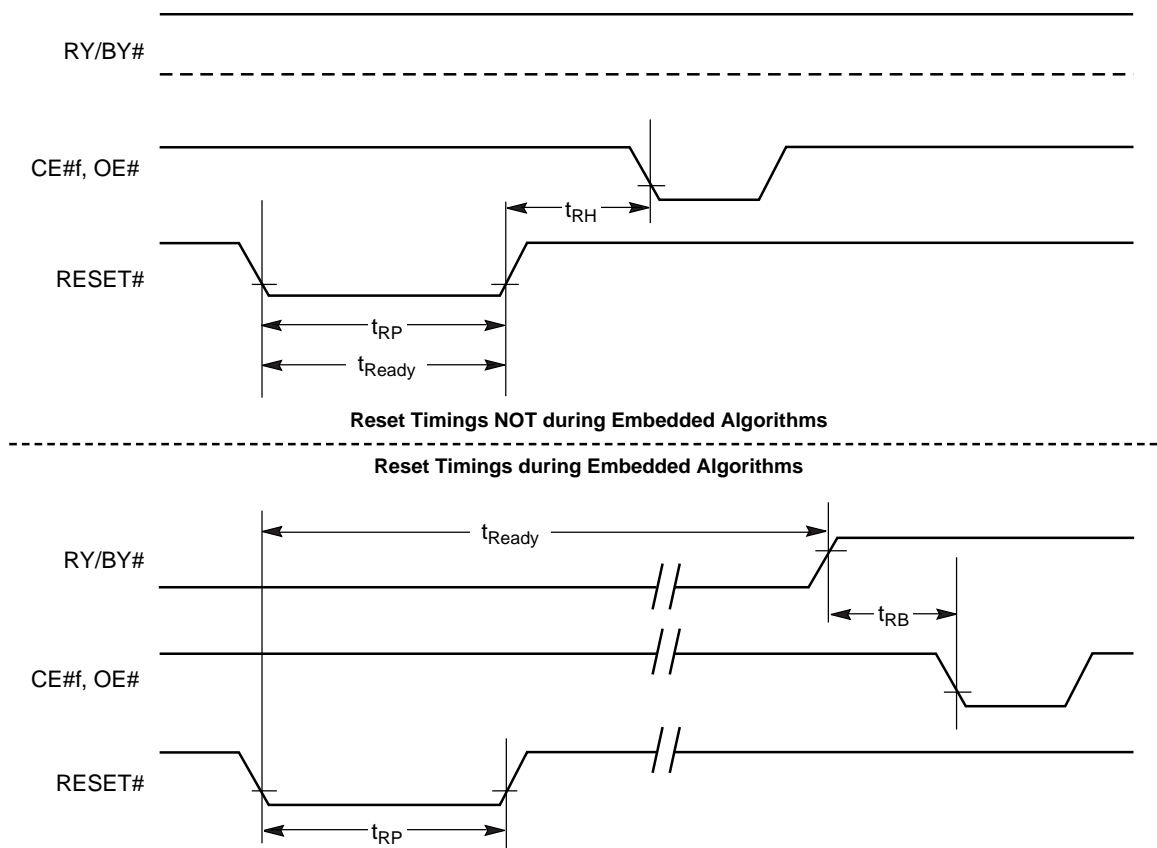 RY/BY#
CE#f, OE#
tRH
RESET#
tRP
tReady
Reset Timings NOT during Embedded Algorithms
Reset Timings during Embedded Algorithms
tReady
RY/BY#
tRB
CE#f, OE#
RESET#
tRP